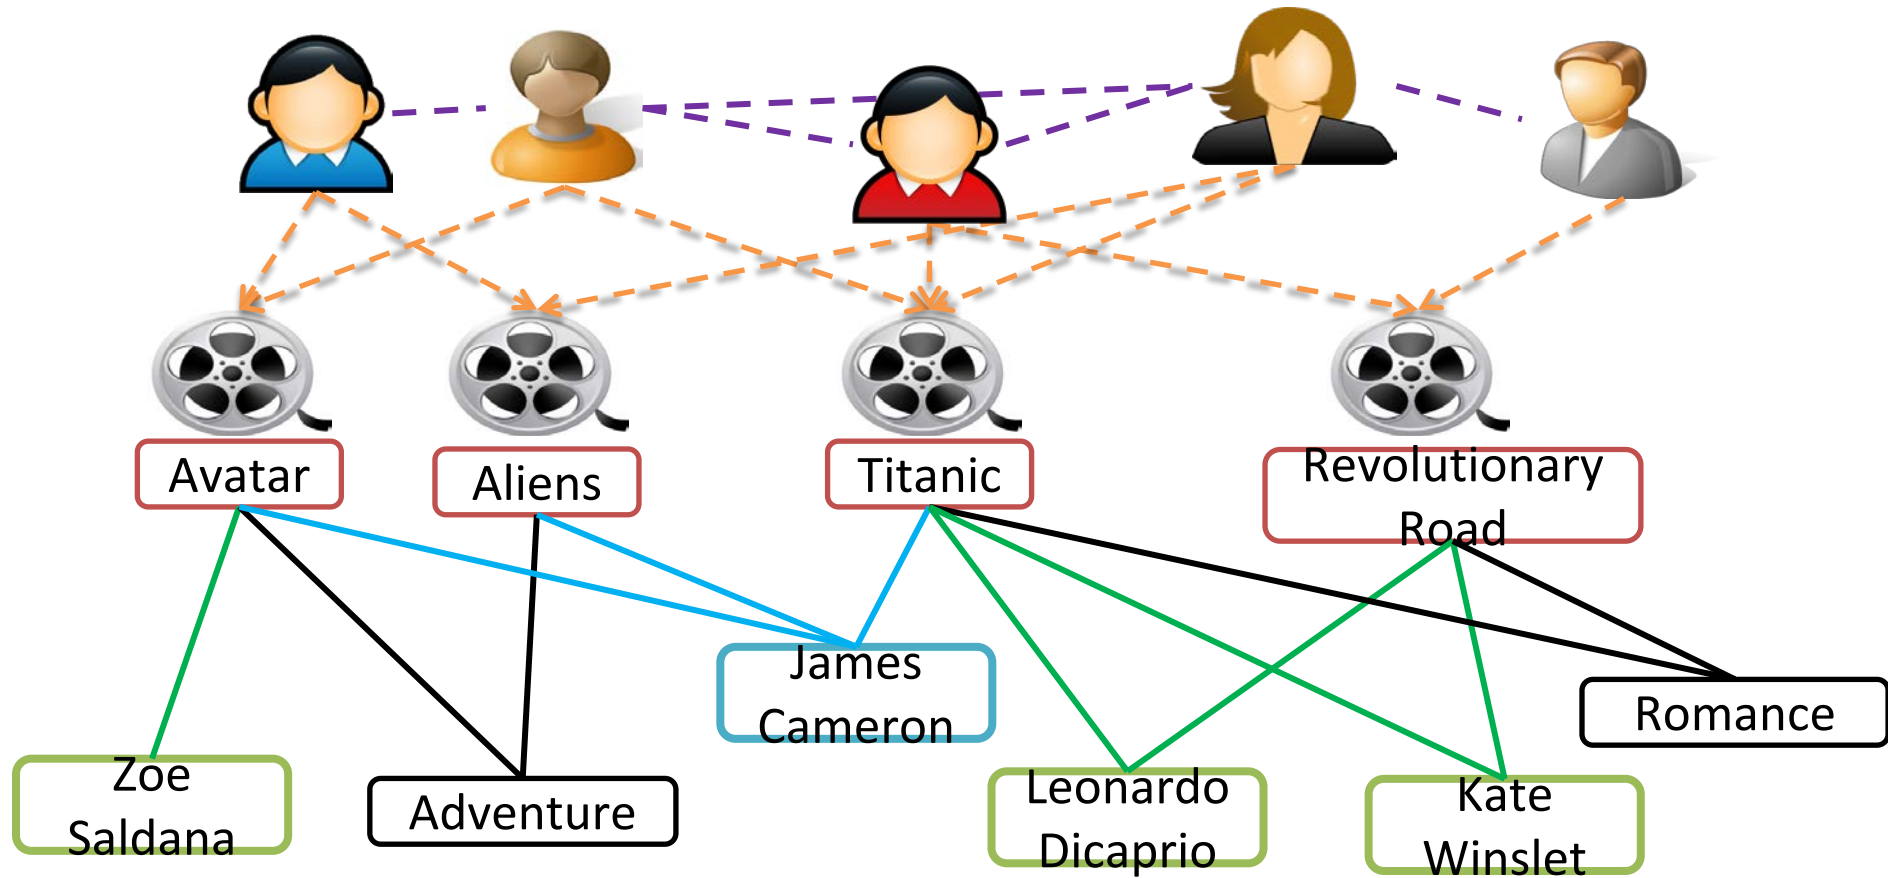 Avatar
Aliens
Titanic
Revolutionary
Road
James
Cameron
Romance
Zoe
Saldana
Adventure
Leonardo
Dicaprio
Kate
Winslet